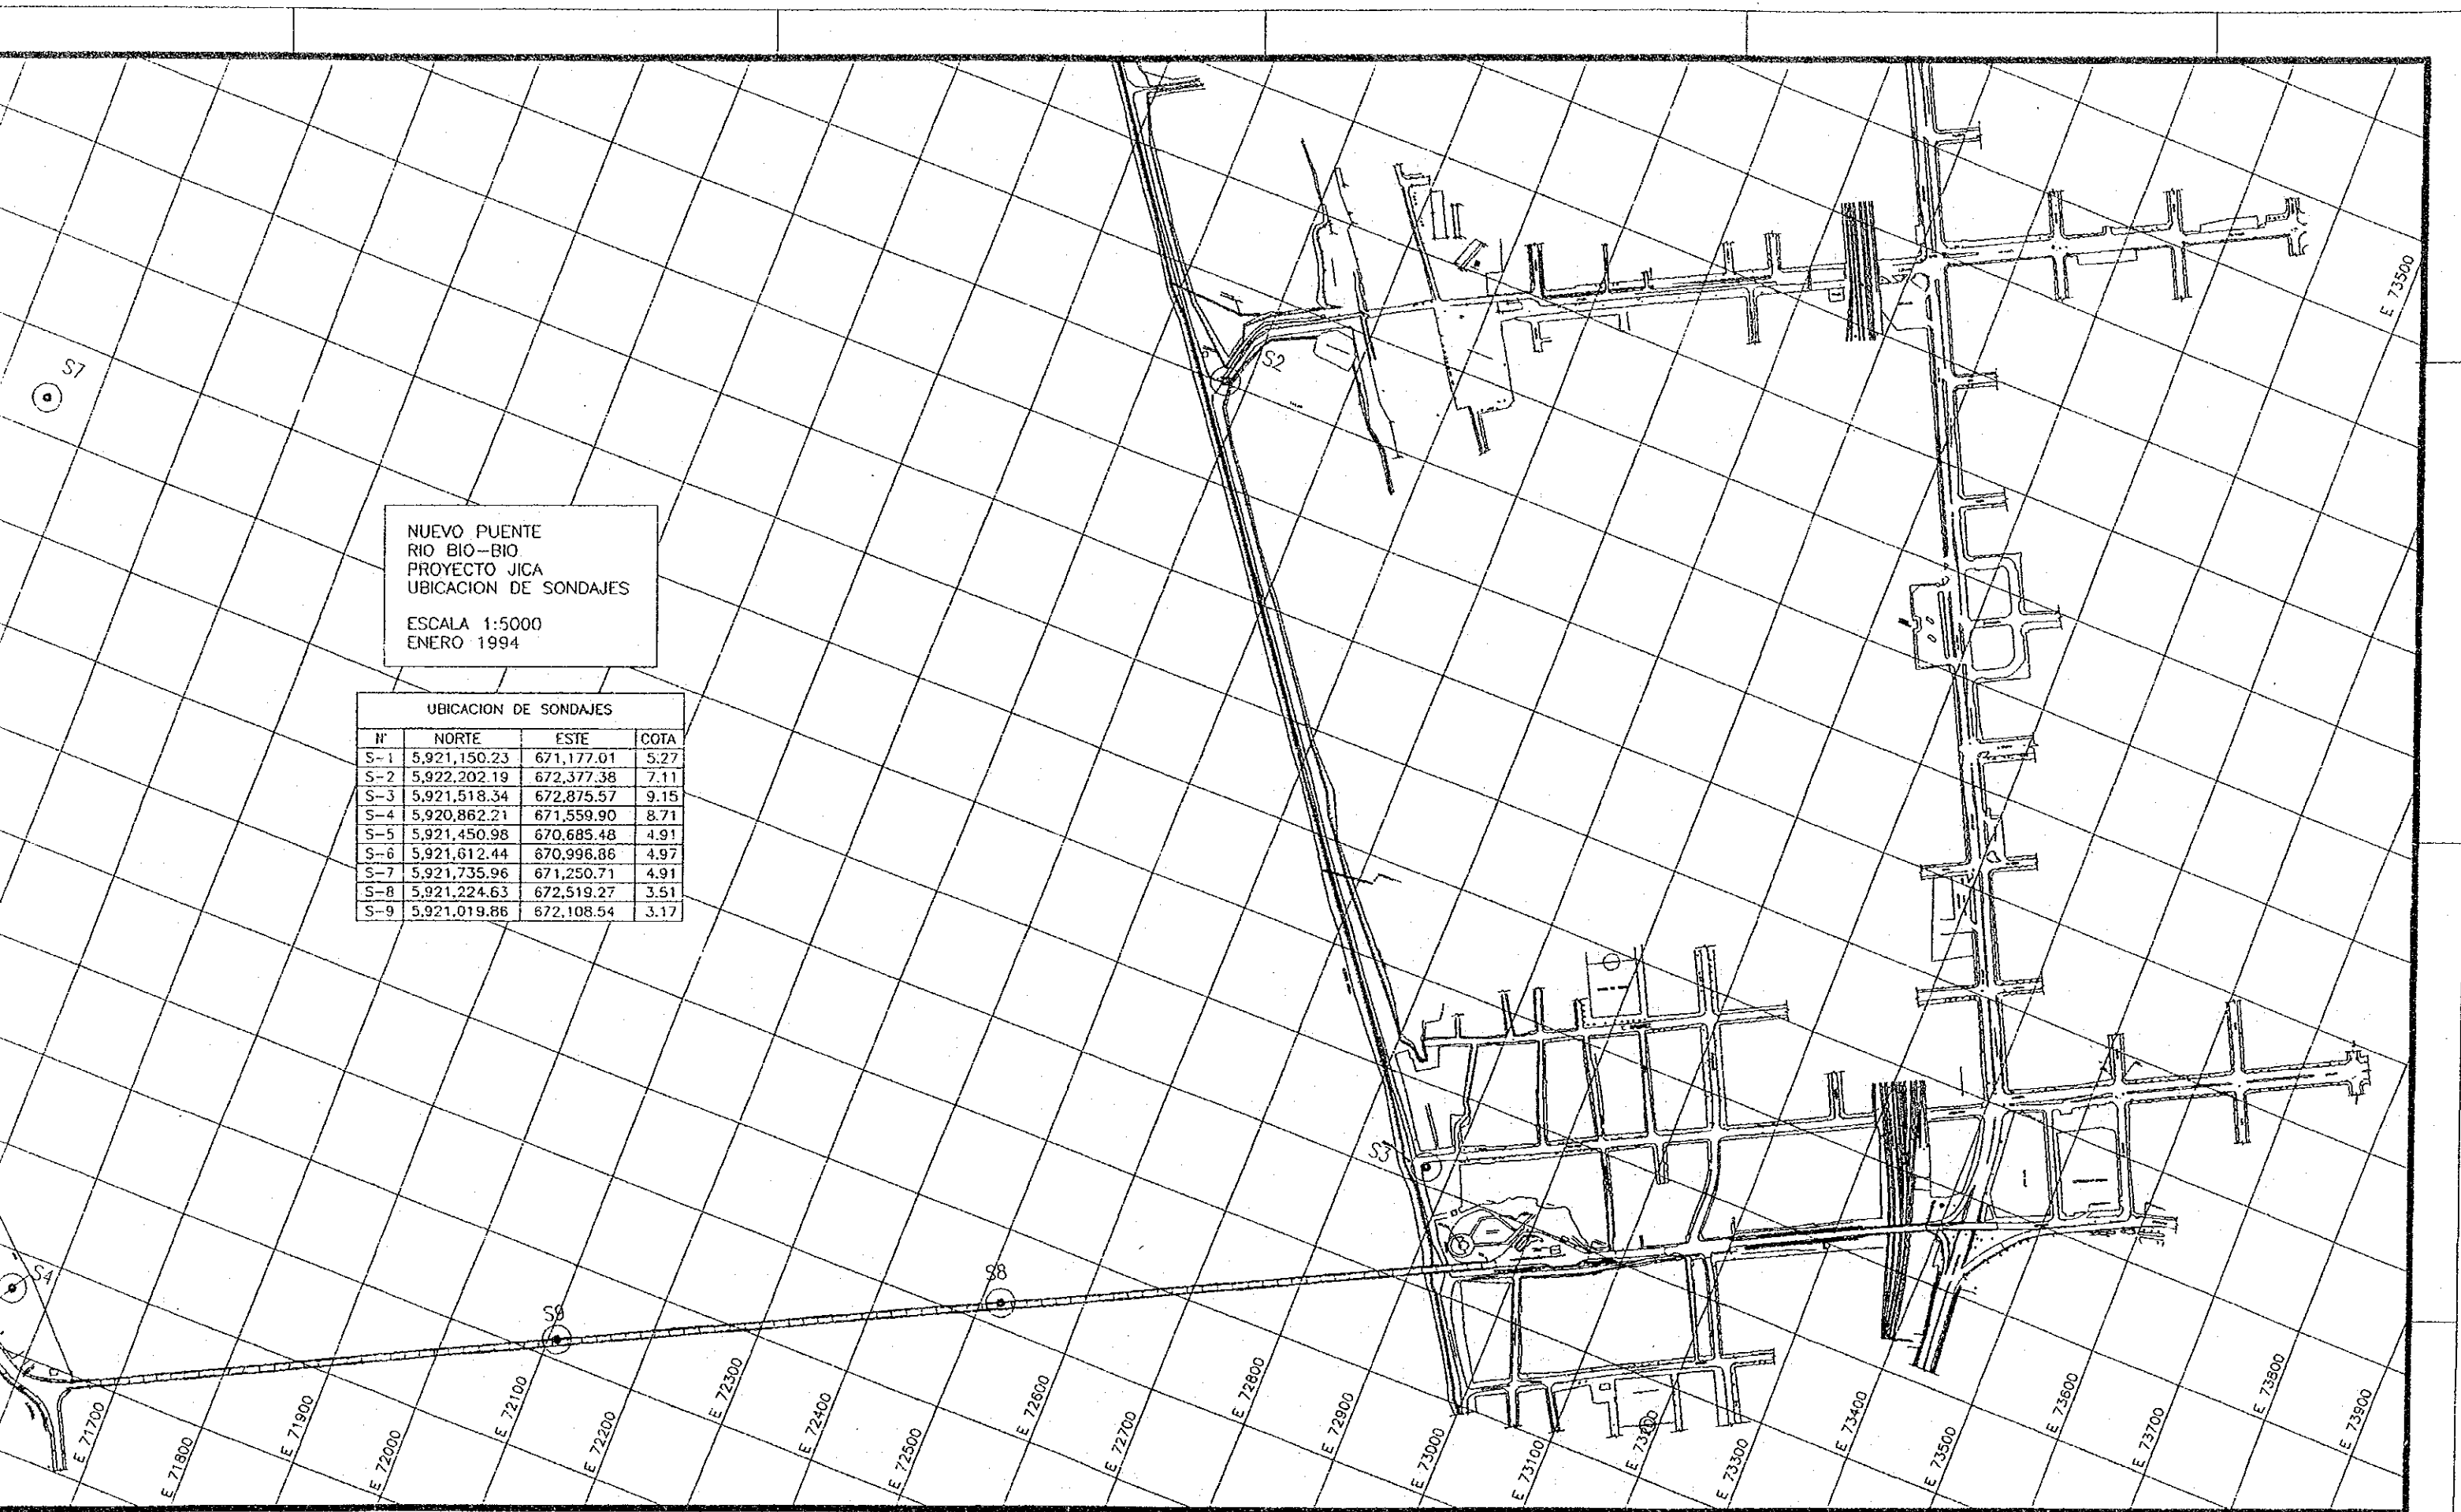 E 73500
S7
S2
NUEVO PUENTE
RIO BIO-BIO
PROYECTO JICA
UBICACION DE SONDAJES
ESCALA 1:5000
ENERO 1994
UBICACION DE SONDAJES
N° NORTE ESTE COTA
S-1 5,921,150.23 671,177.01 5.27
S-2 5,922,202.19 672,377.38 7.11
S-3 5,921,518.34 672,875.57 9.15
S-4 5,920,862.21 671,559.90 8.71
S-5 5,921,450.98 670,685.48 4.91
S-6 5,921,612.44 670,996.86 4.97
S-7 5,921,735.96 671,250.71 4.91
S-8 5,921,224.63 672,519.27 3.51
S-9 5,921,019.86 672,108.54 3.17
S3
S4
S8
S9
E 71700
E 71800
E 71900
E 72000
E 72100
E 72200
E 72300
E 72400
E 72500
E 72600
E 72700
E 72800
E 72900
E 73000
E 73100
E 73200
E 73300
E 73400
E 73500
E 73600
E 73700
E 73800
E 73900